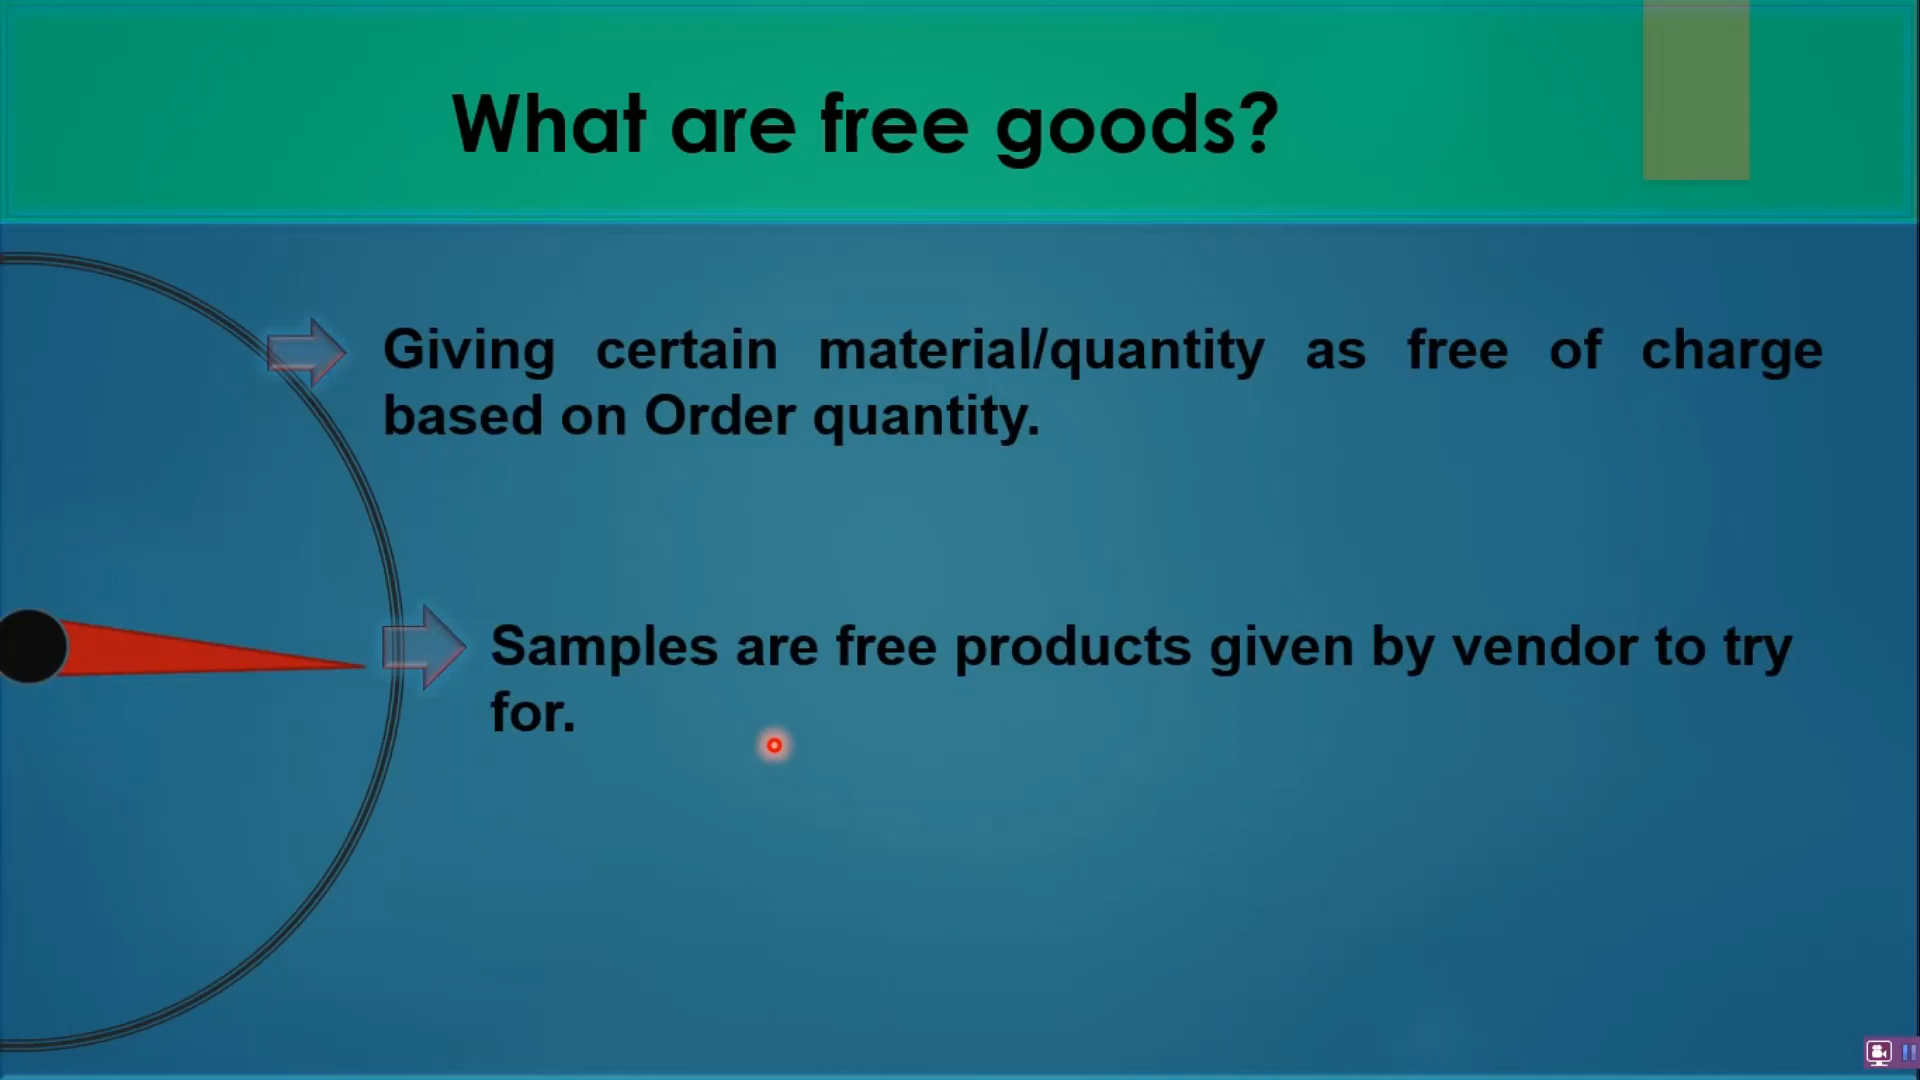 What are free goods?
Giving certain material/quantity as free of charge
based on Order quantity.
Samples are free products given by vendor to try
for.